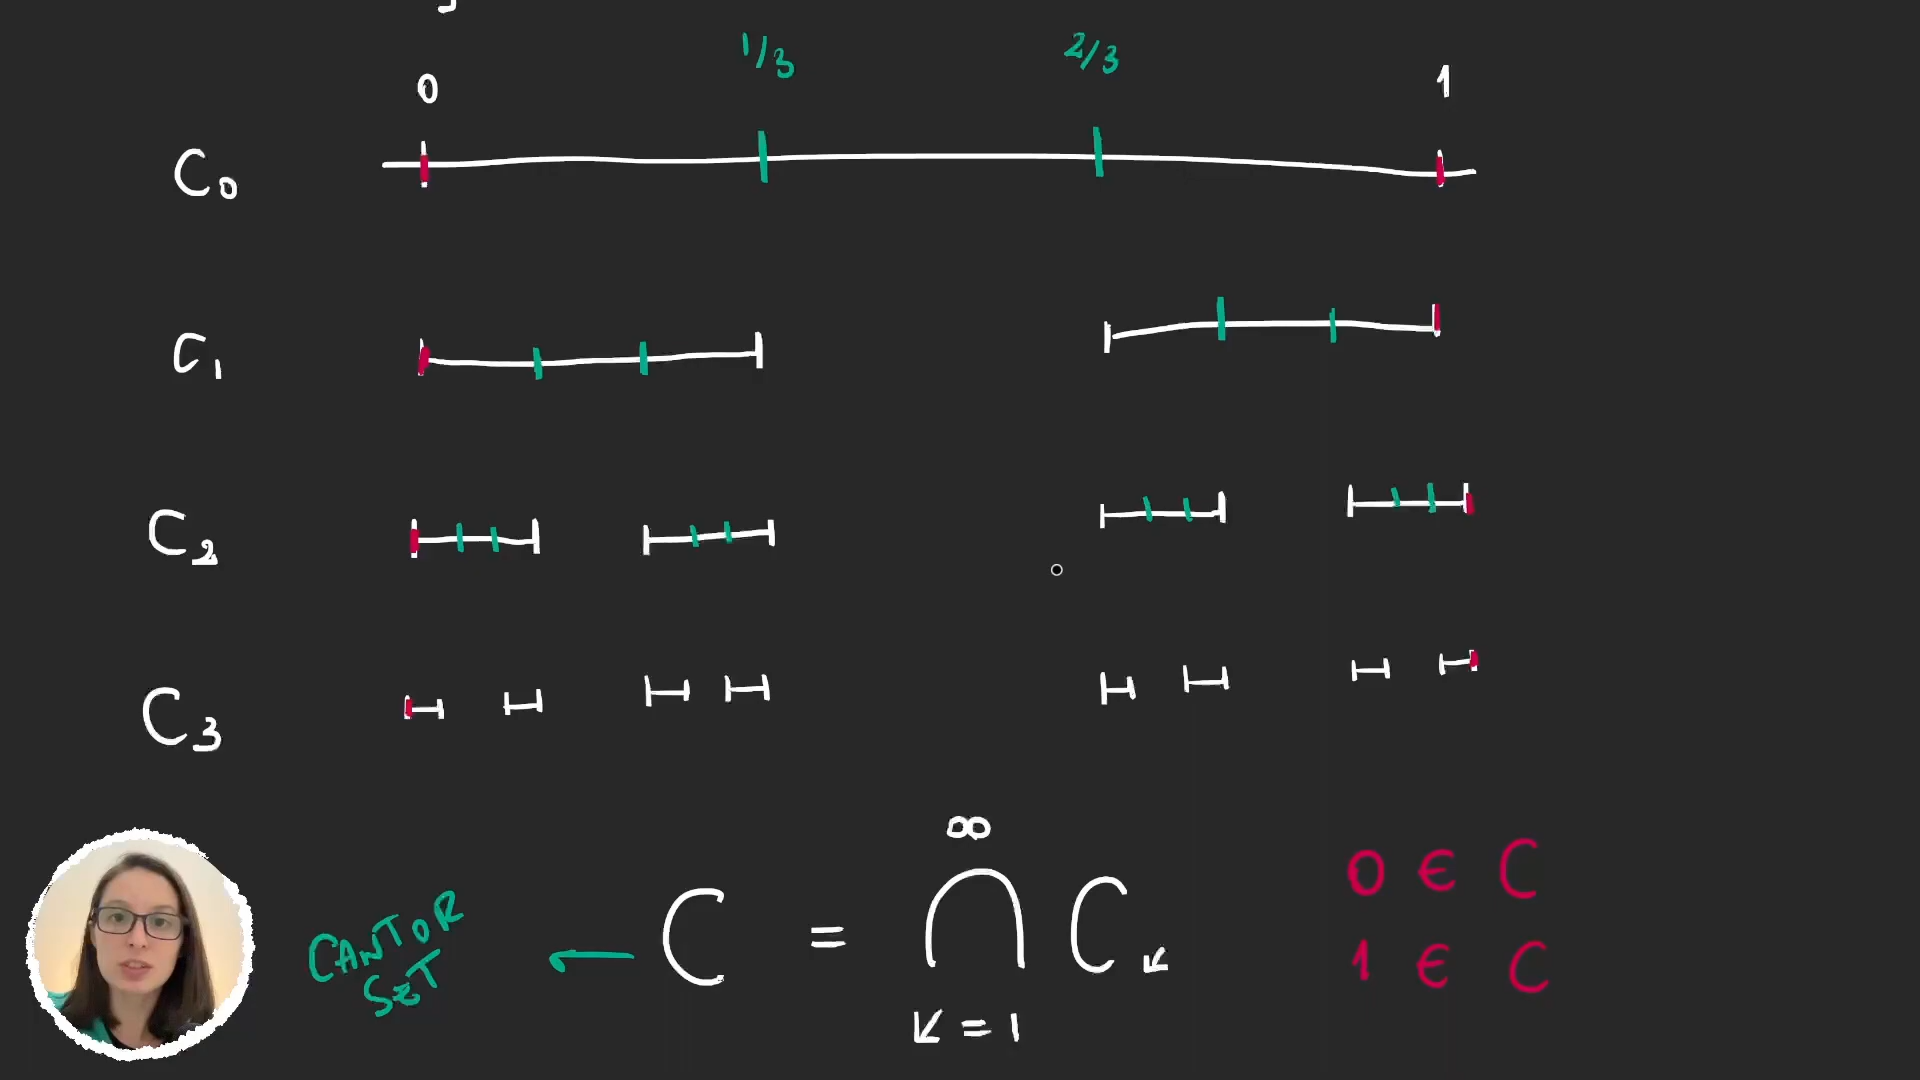 0 1/3 2/3 1
C₀
C₁
C₂
C₃
∞
CANTOR
SET
← C = ∩ Cₖ
k = 1
0 ∈ C
1 ∈ C